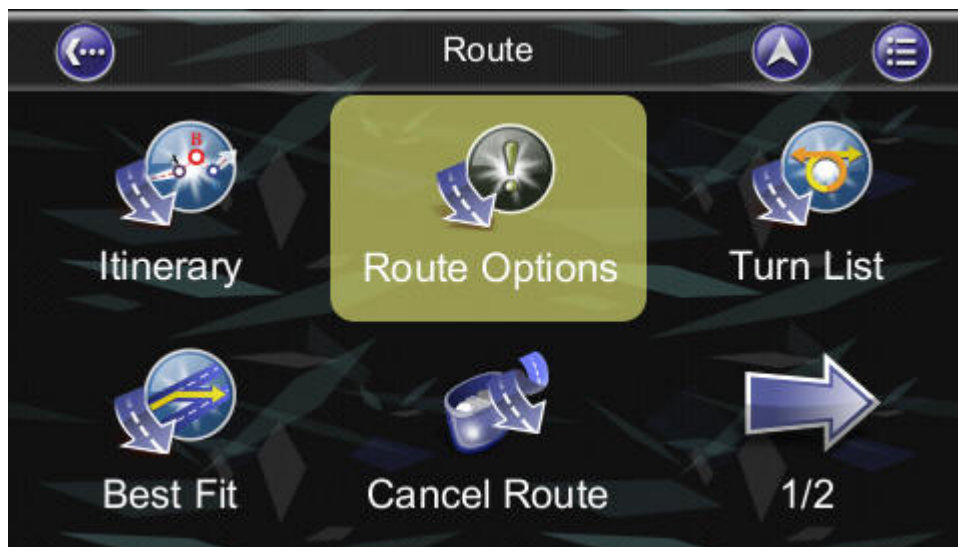 Route
Itinerary
Route Options
Turn List
Best Fit
Cancel Route
1/2